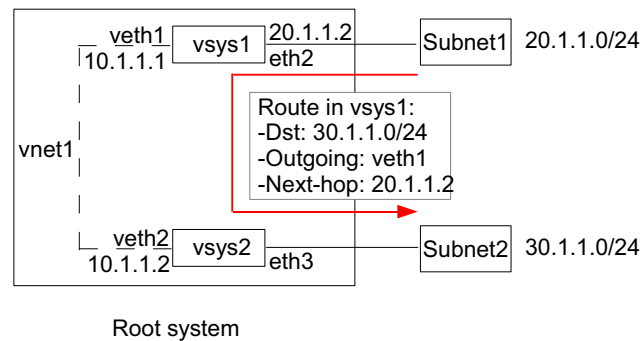 veth1
10.1.1.1
vsys1
20.1.1.2
eth2
Subnet1
20.1.1.0/24
Route in vsys1:
-Dst: 30.1.1.0/24
-Outgoing: veth1
-Next-hop: 20.1.1.2
vnet1
veth2
10.1.1.2
vsys2
eth3
Subnet2
30.1.1.0/24
Root system